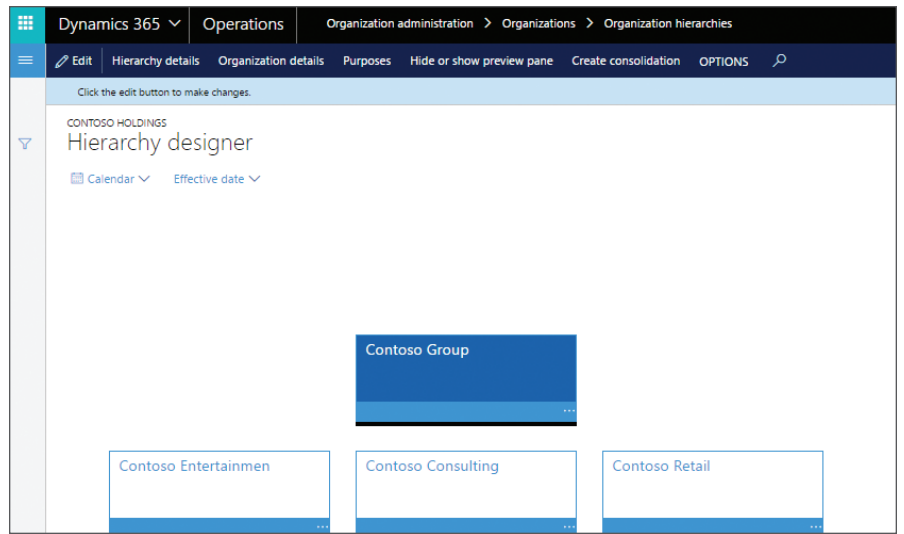 Dynamics 365 Operations Organization administration > Organizations > Organization hierarchies
Edit Hierarchy details Organization details Purposes Hide or show preview pane Create consolidation OPTIONS
Click the edit button to make changes.
CONTOSO HOLDINGS
Hierarchy designer
Calendar Effective date
Contoso Group
...
Contoso Entertainmen Contoso Consulting Contoso Retail
... ... ...